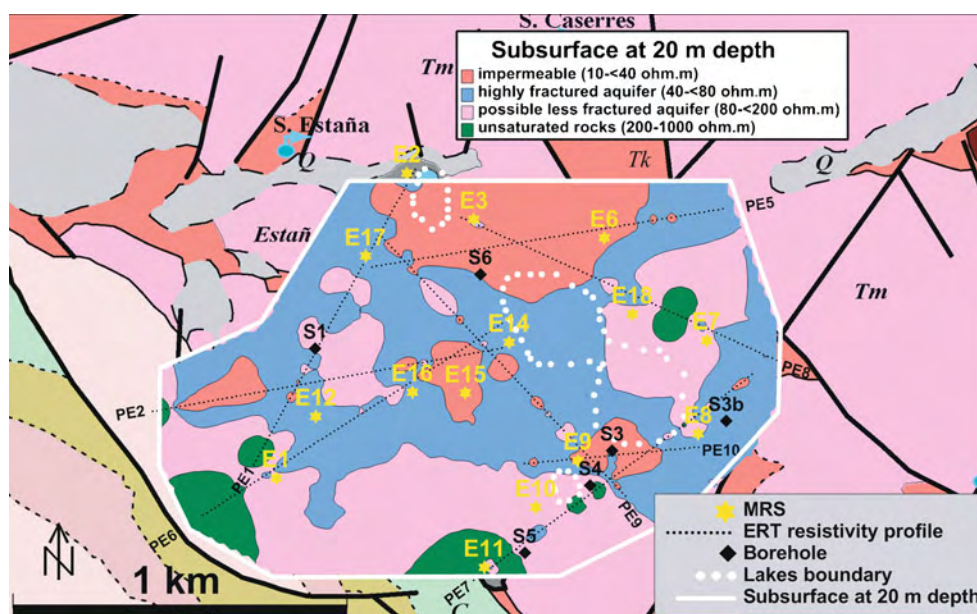 S. Caserres
Tm
Subsurface at 20 m depth
impermeable (10-<40 ohm.m)
highly fractured aquifer (40-<80 ohm.m)
possible less fractured aquifer (80-<200 ohm.m)
unsaturated rocks (200-1000 ohm.m)
S. Estaña
Q
E2
Tk
Q
E3
PE5
Estañ
E6
E17
S6
Tm
E18
S1
E14
E7
PE8
E16
E15
PE2
E12
S3b
E8
S3
E9
PE10
E1
S4
PE1
E10
PE9
PE6
S5
E11
PE7
C
N
1 km
MRS
ERT resistivity profile
Borehole
Lakes boundary
Subsurface at 20 m depth